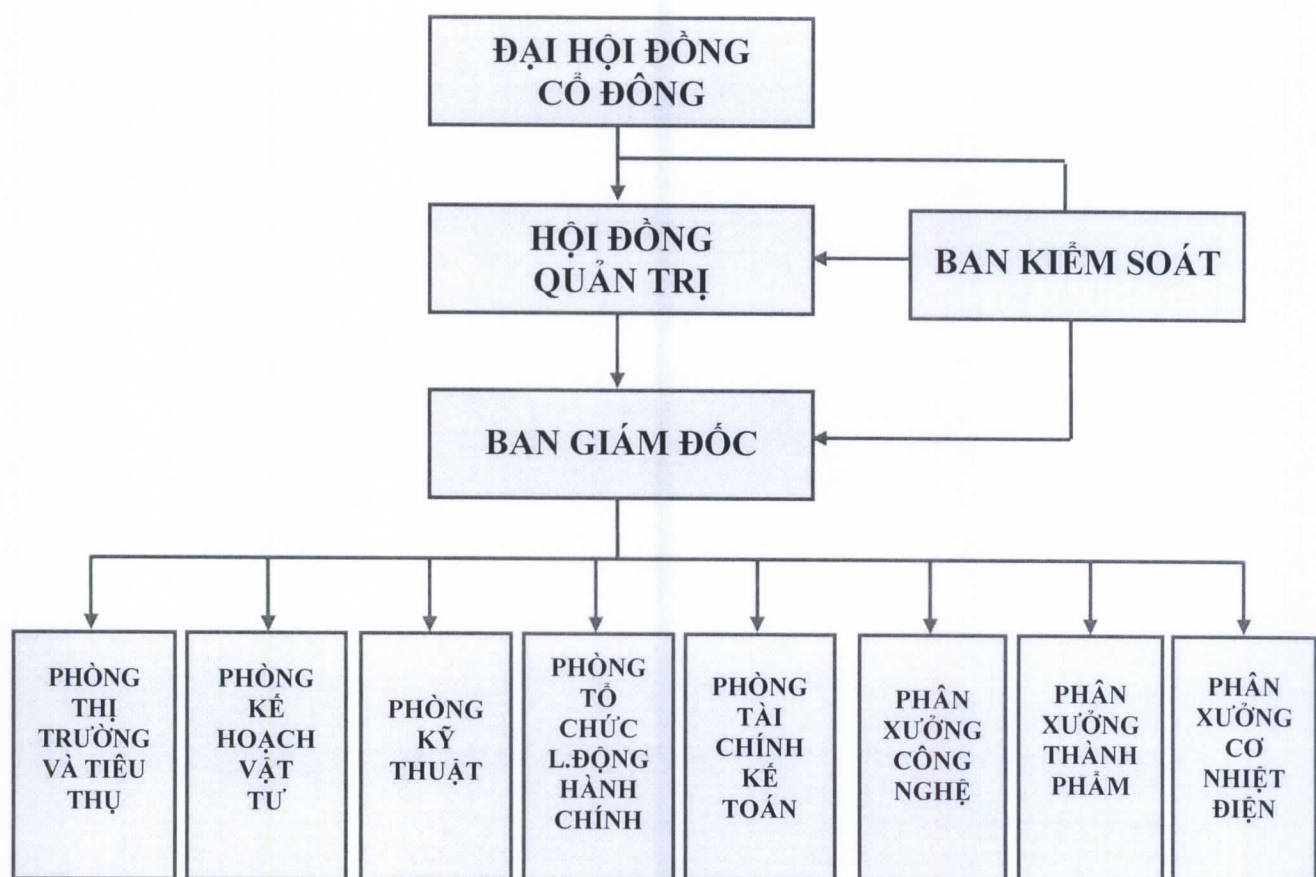 ĐẠI HỘI ĐỒNG
CỔ ĐÔNG
HỘI ĐỒNG
QUẢN TRỊ
BAN KIỂM SOÁT
BAN GIÁM ĐỐC
PHÒNG
THỊ
TRƯỜNG
VÀ TIÊU
THỤ
PHÒNG
KẾ
HOẠCH
VẬT
TƯ
PHÒNG
KỸ
THUẬT
PHÒNG
TỔ
CHỨC
L.ĐỘNG
HÀNH
CHÍNH
PHÒNG
TÀI
CHÍNH
KẾ
TOÁN
PHÂN
XƯỞNG
CÔNG
NGHỆ
PHÂN
XƯỞNG
THÀNH
PHẨM
PHÂN
XƯỞNG
CƠ
NHIỆT
ĐIỆN